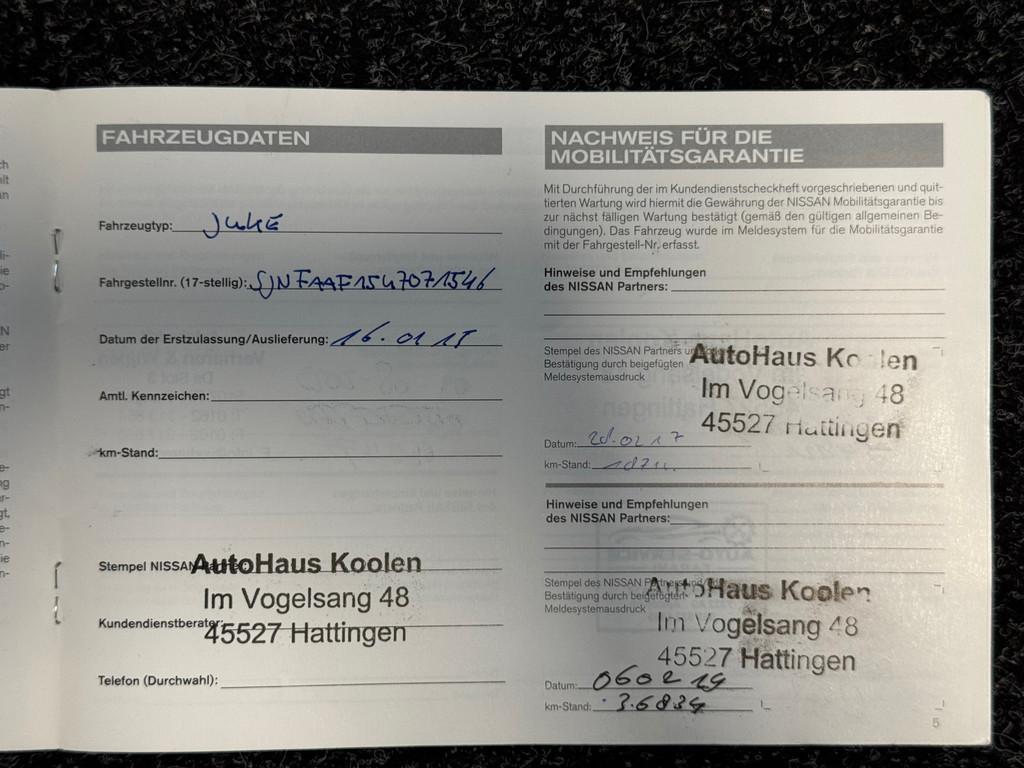 FAHRZEUGDATEN
Fahrzeugtyp: JUKE
Fahrgestellnr. (17-stellig): SJNFAAF15U7071546
Datum der Erstzulassung/Auslieferung: 16.01.15
Amtl. Kennzeichen:
km-Stand:
Stempel NISSAN
AutoHaus Koolen
Im Vogelsang 48
Kundendienstberater:
45527 Hattingen
Telefon (Durchwahl):
NACHWEIS FÜR DIE
MOBILITÄTSGARANTIE
Mit Durchführung der im Kundendienstscheckheft vorgeschriebenen und quit-
tierten Wartung wird hiermit die Gewährung der NISSAN Mobilitätsgarantie bis
zur nächst fälligen Wartung bestätigt (gemäß den gültigen allgemeinen Be-
dingungen). Das Fahrzeug wurde im Meldesystem für die Mobilitätsgarantie
mit der Fahrgestell-Nr. erfasst.
Hinweise und Empfehlungen
des NISSAN Partners:
Stempel des NISSAN Partners und
Bestätigung durch beigefügten
Meldesystemausdruck
AutoHaus Koolen
Im Vogelsang 48
45527 Hattingen
Datum: 28.02.17
km-Stand:
Hinweise und Empfehlungen
des NISSAN Partners:
Stempel des NISSAN Partners und
Bestätigung durch beigefügten
Meldesystemausdruck
AutoHaus Koolen
Im Vogelsang 48
45527 Hattingen
Datum: 060219
km-Stand: 36834
5